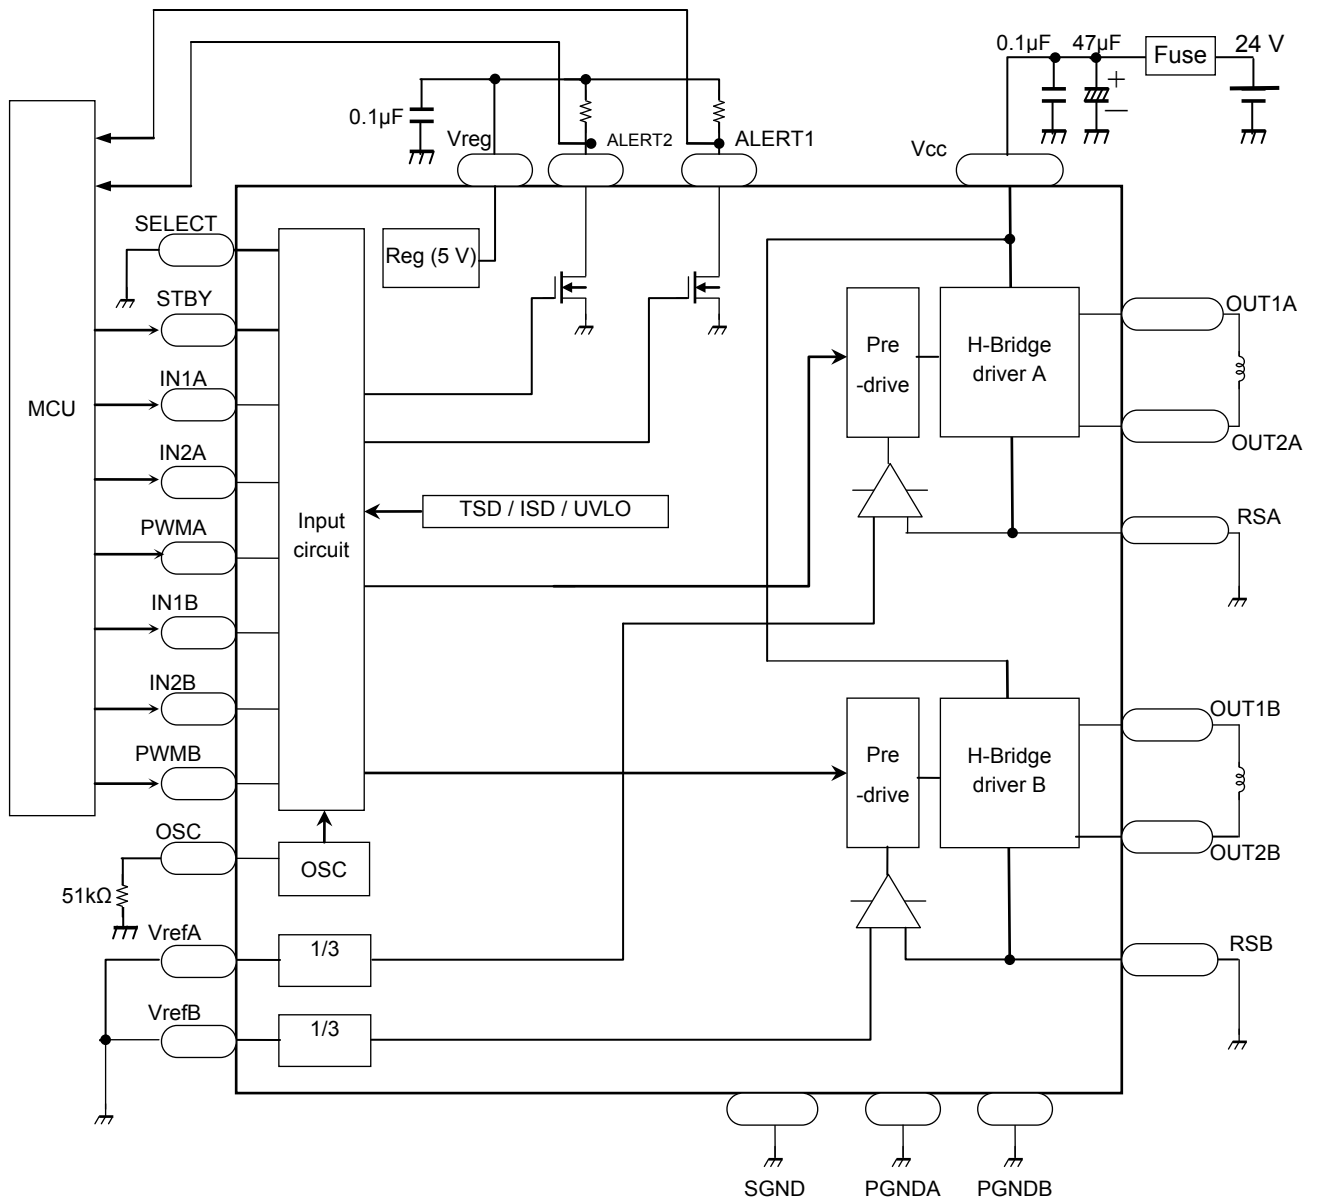 0.1µF
47µF
Fuse
24 V
0.1µF
Vreg
ALERT2
ALERT1
Vcc
SELECT
Reg (5 V)
STBY
OUT1A
Pre
-drive
H-Bridge
driver A
IN1A
MCU
OUT2A
IN2A
TSD / ISD / UVLO
RSA
PWMA
Input
circuit
IN1B
IN2B
OUT1B
PWMB
Pre
-drive
H-Bridge
driver B
OSC
OUT2B
OSC
51kΩ
VrefA
1/3
RSB
VrefB
1/3
SGND
PGNDA
PGNDB